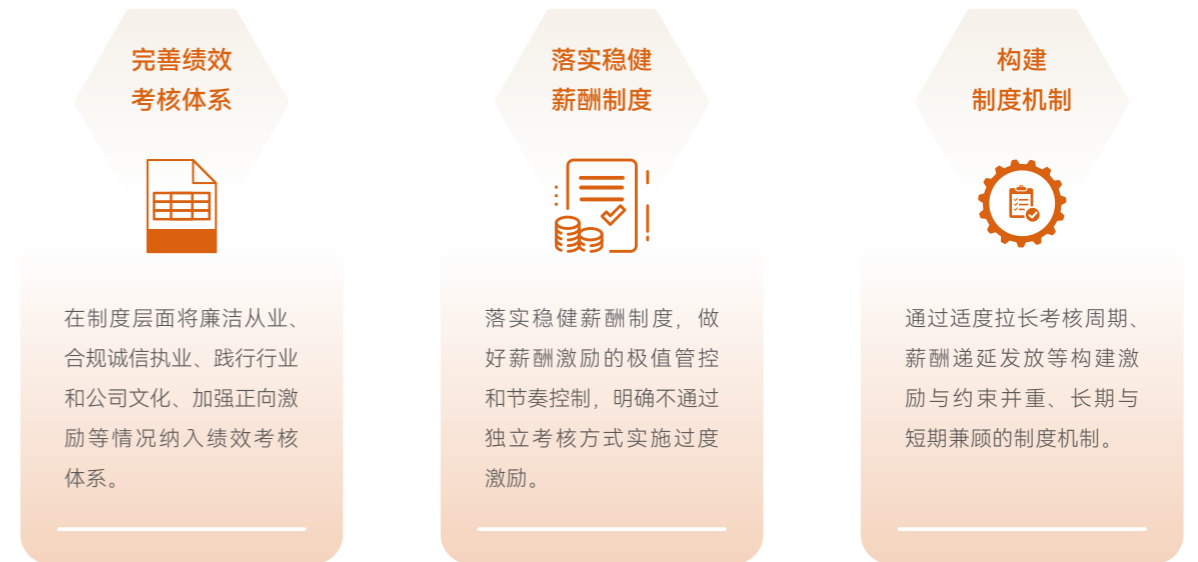 完善绩效
考核体系
在制度层面将廉洁从业、
合规诚信执业、践行行业
和公司文化、加强正向激
励等情况纳入绩效考核
体系。
落实稳健
薪酬制度
落实稳健薪酬制度，做
好薪酬激励的极值管控
和节奏控制，明确不通过
独立考核方式实施过度
激励。
构建
制度机制
通过适度拉长考核周期、
薪酬递延发放等构建激
励与约束并重、长期与
短期兼顾的制度机制。